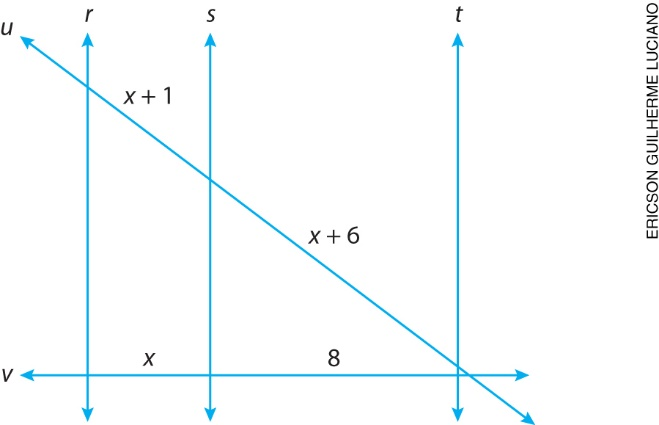 u
r
s
t
x + 1
x + 6
v
x
8
ERICSON GUILHERME LUCIANO